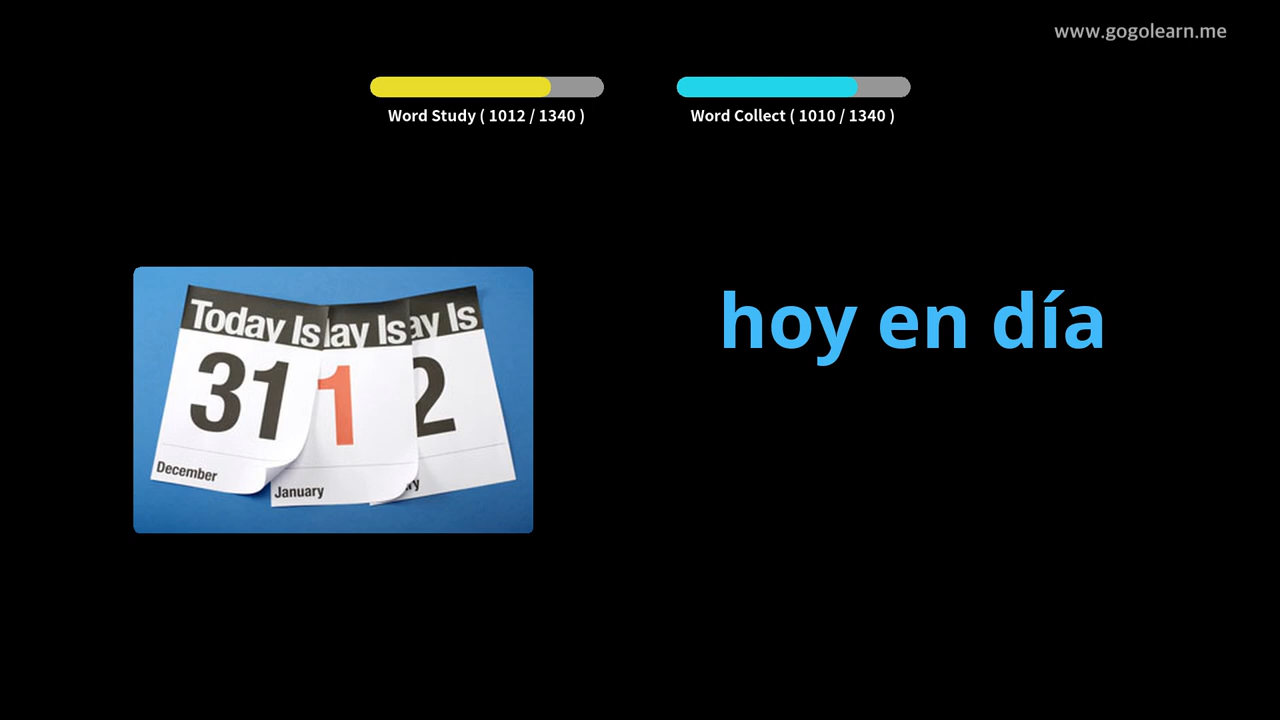 www.gogolearn.me
Word Study ( 1012 / 1340 )
Word Collect ( 1010 / 1340 )
Today Is
31
December
day Is
1
January
ay Is
2
ry
hoy en día